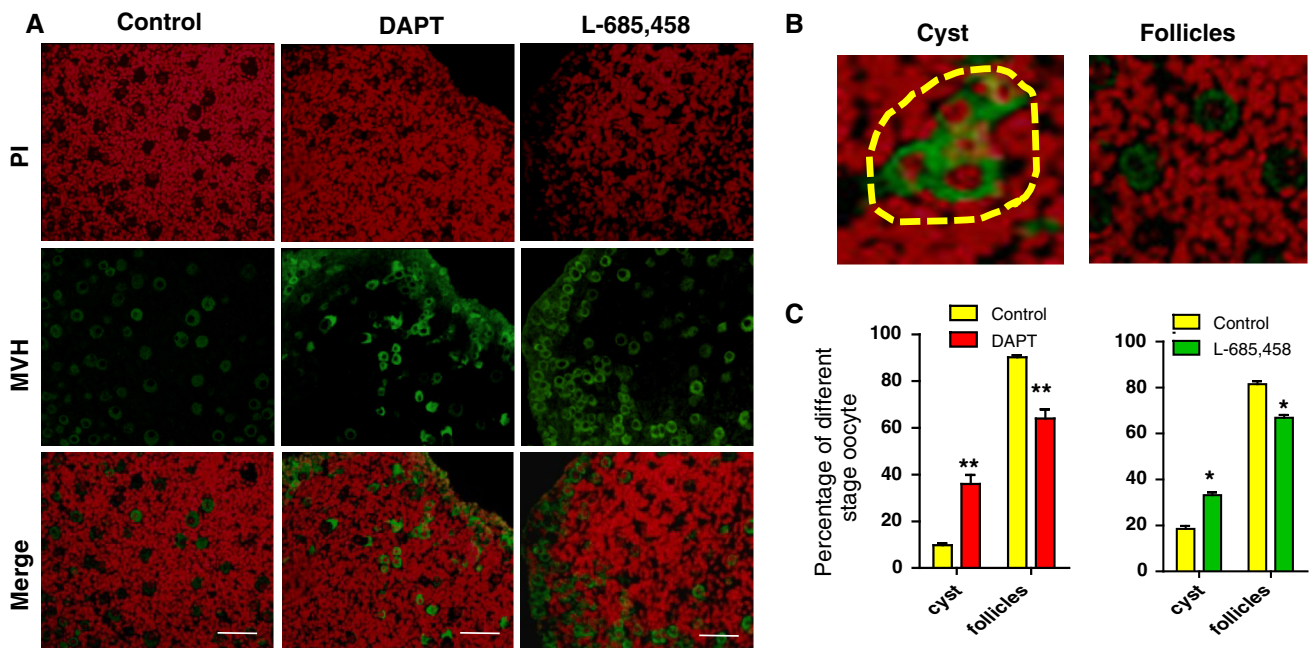 A
Control
DAPT
L-685,458
PI
MVH
Merge
B
Cyst
Follicles
C
Percentage of different
stage oocyte
Control
DAPT
100
80
60
40
20
0
**
**
cyst
follicles
Control
L-685,458
100
80
60
40
20
0
*
*
cyst
follicles